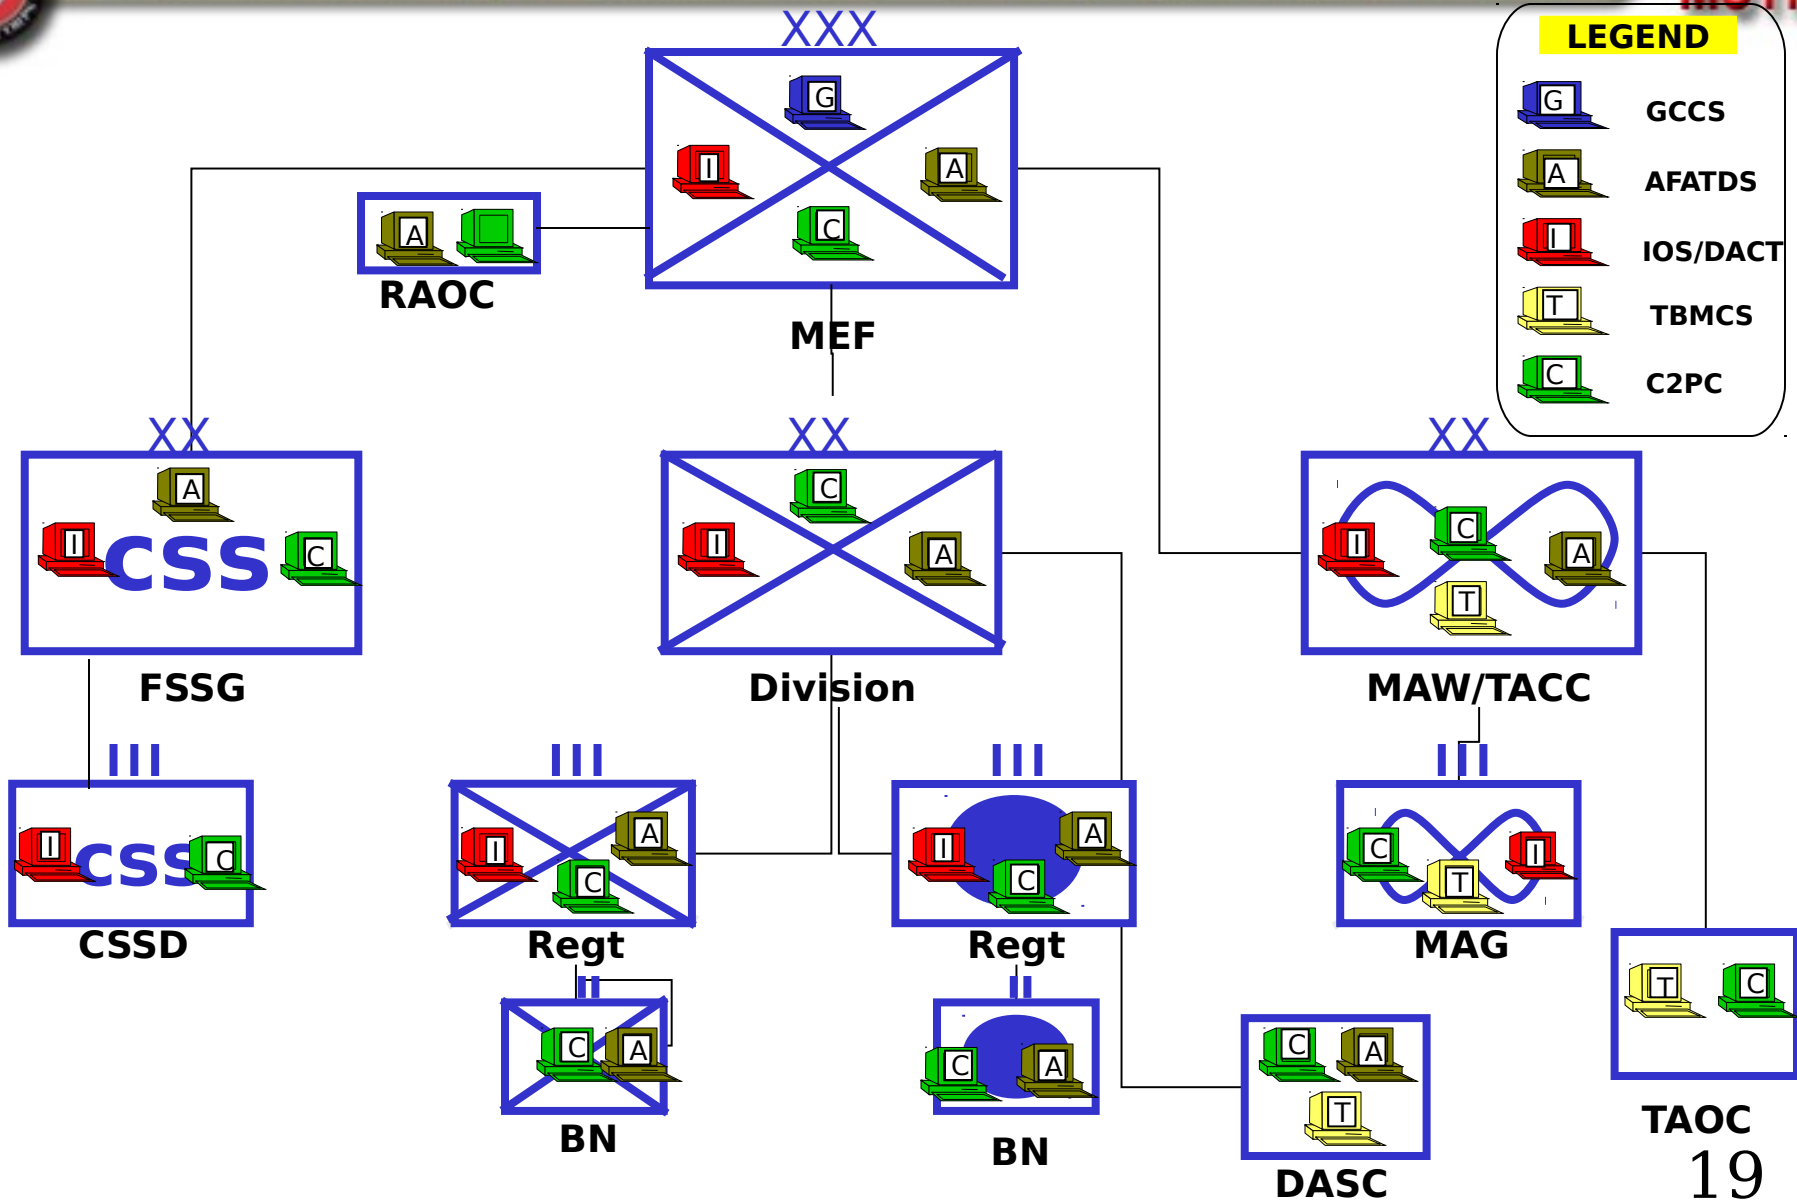 XXX
LEGEND
G
G
GCCS
I
A
A
AFATDS
A
C
I
IOS/DACT
RAOC
T
TBMCS
MEF
C
C2PC
XX
XX
XX
A
I
css
C
C
I
A
I
C
A
T
FSSG
Division
MAW/TACC
III
III
III
III
I
css
C
I
A
C
I
A
C
C
T
I
CSSD
Regt
Regt
MAG
II
II
T
C
C
A
C
A
C
A
T
BN
BN
DASC
TAOC
19